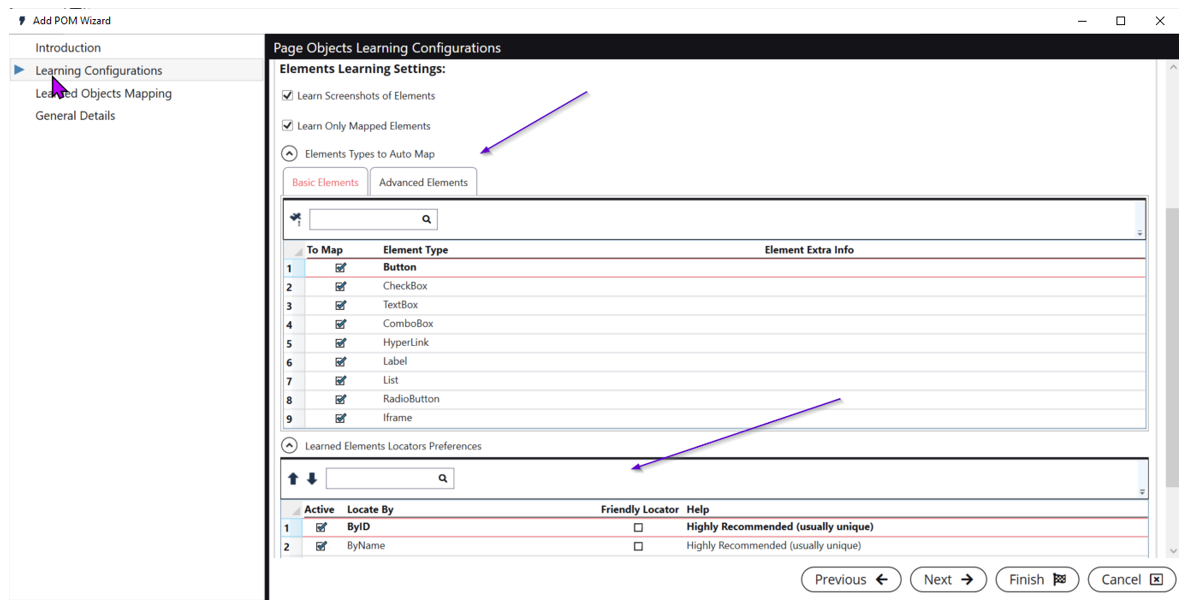 Add POM Wizard
Introduction
Learning Configurations
Learned Objects Mapping
General Details
Page Objects Learning Configurations
Elements Learning Settings:
Learn Screenshots of Elements
Learn Only Mapped Elements
Elements Types to Auto Map
Basic Elements Advanced Elements
To Map Element Type Element Extra Info
1 Button
2 CheckBox
3 TextBox
4 ComboBox
5 HyperLink
6 Label
7 List
8 RadioButton
9 Iframe
Learned Elements Locators Preferences
Active Locate By Friendly Locator Help
1 ByID Highly Recommended (usually unique)
2 ByName Highly Recommended (usually unique)
Previous Next Finish Cancel